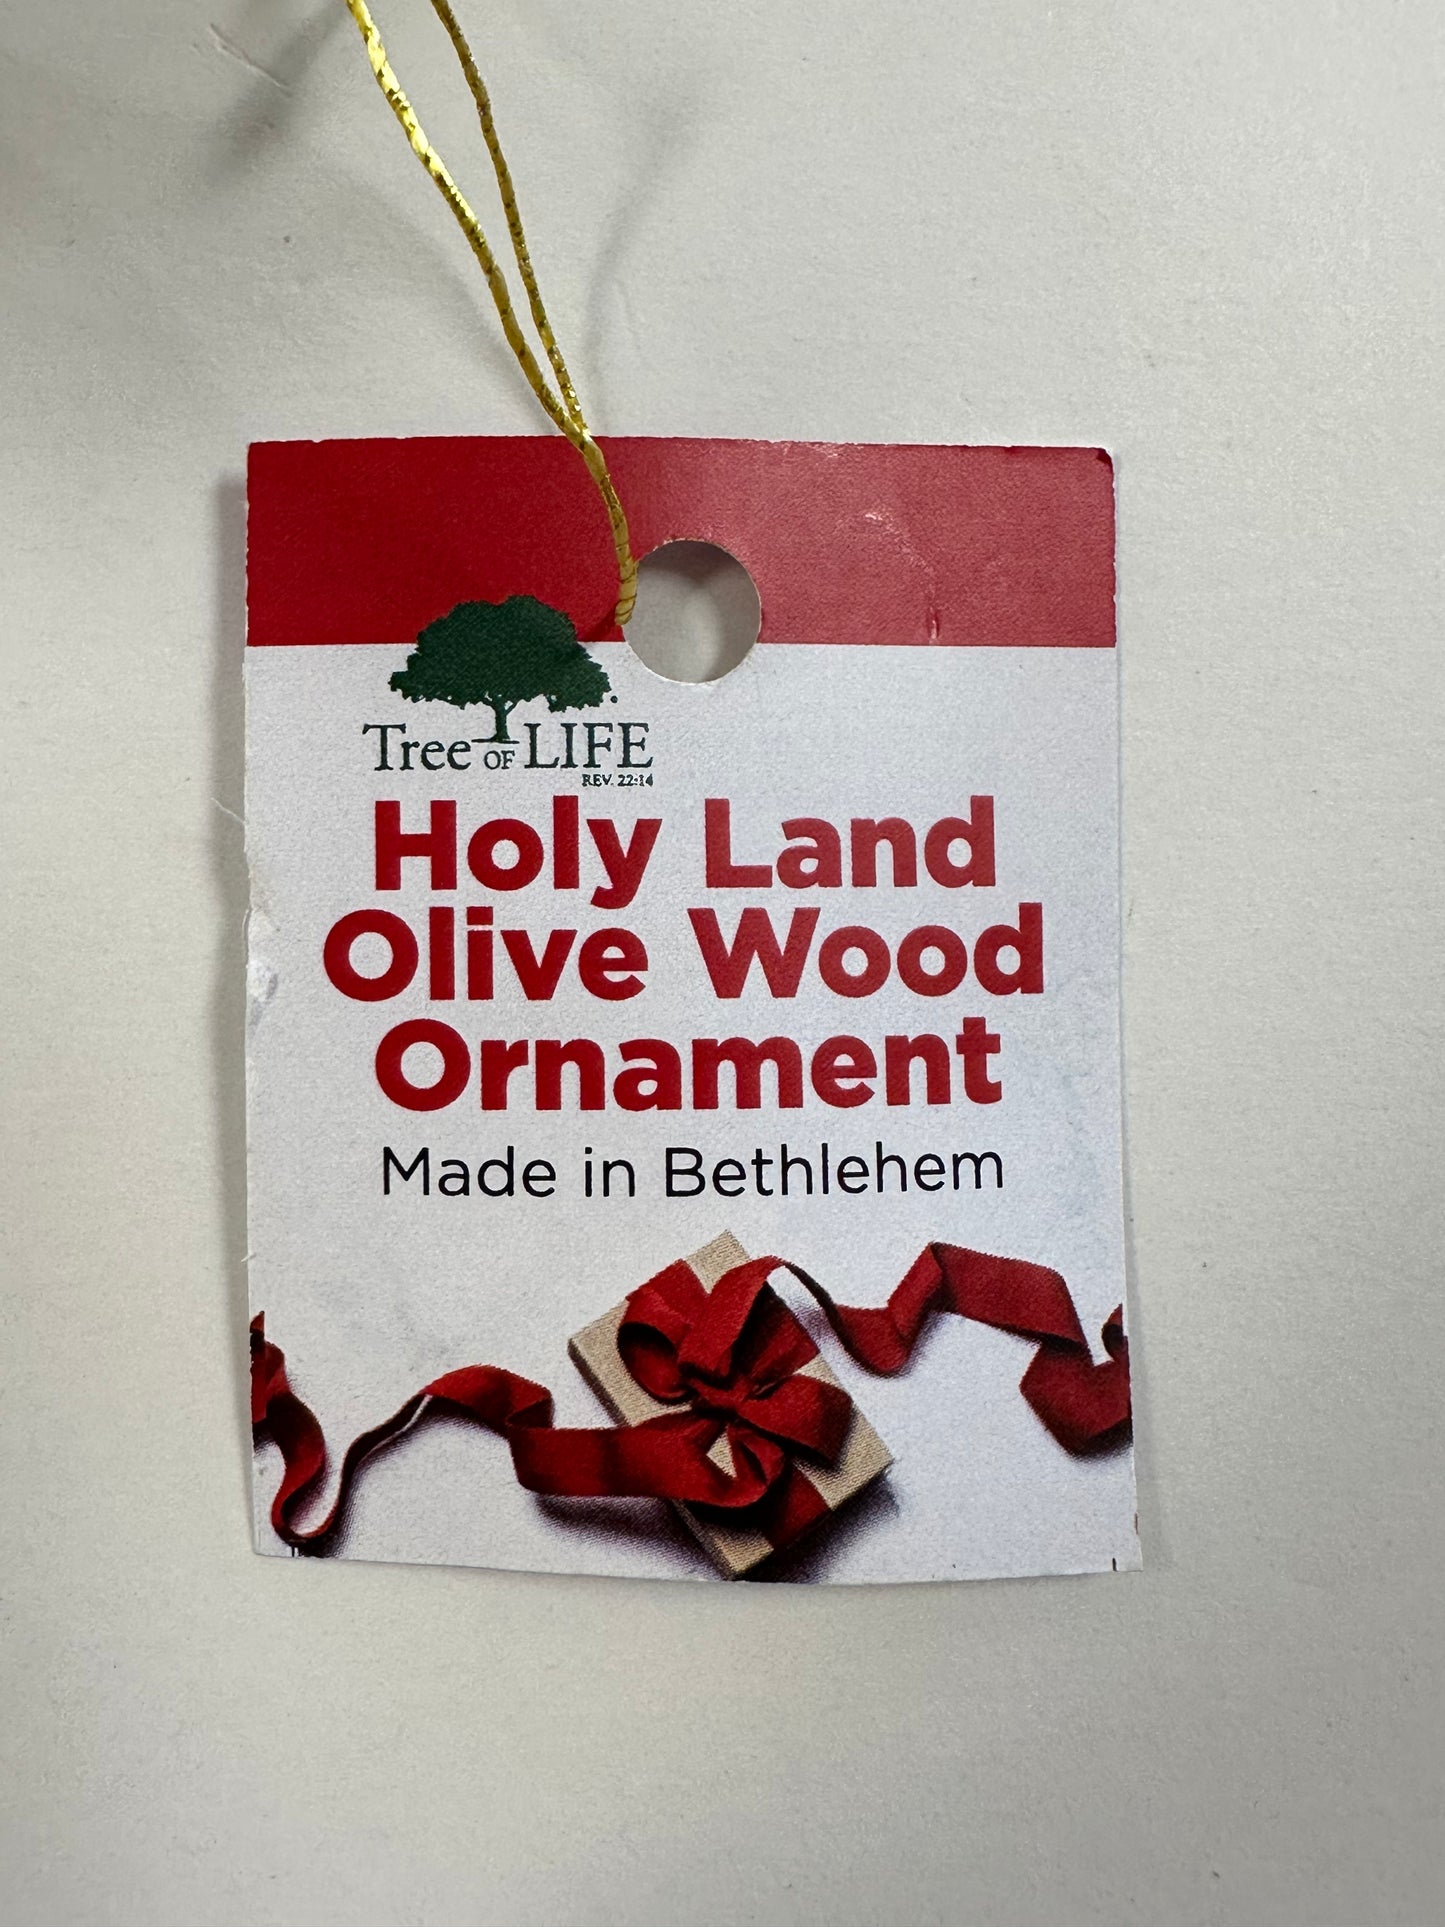 Tree OF LIFE
REV. 22:14
Holy Land
Olive Wood
Ornament
Made in Bethlehem